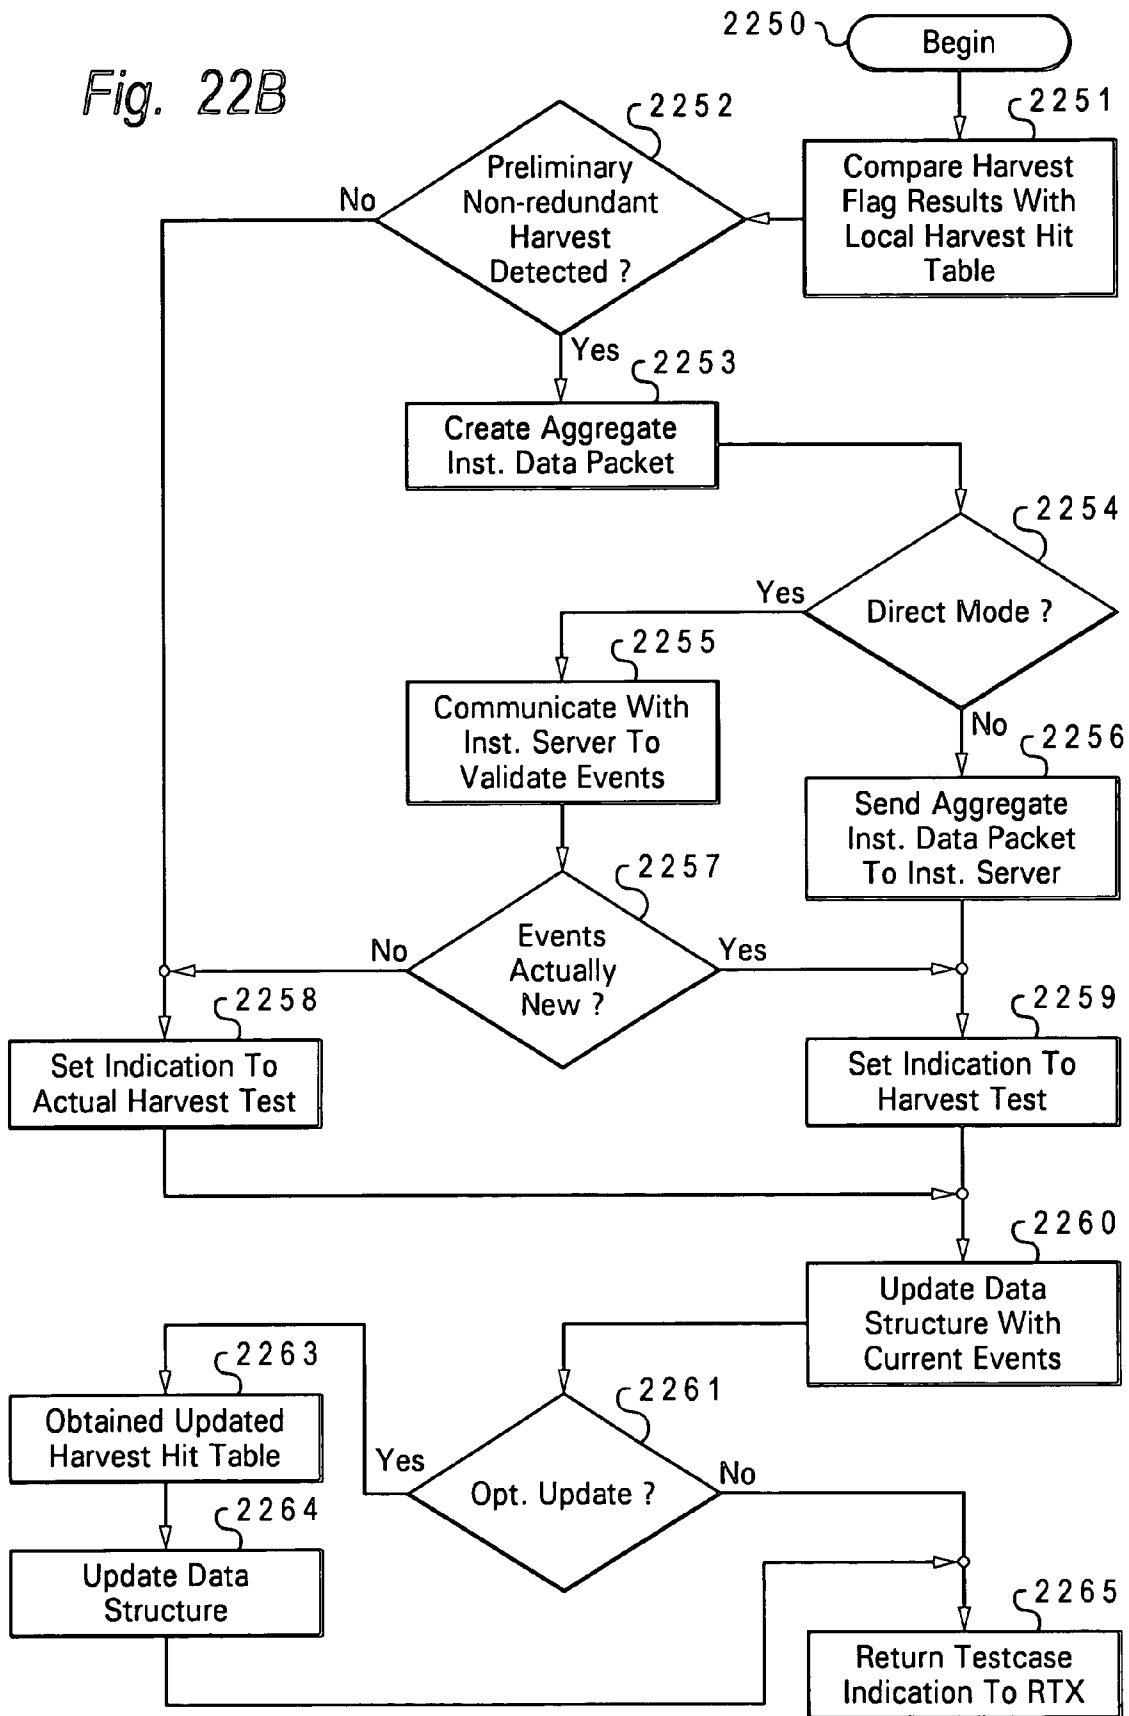 Fig. 22B
2250
Begin
2251
Compare Harvest
Flag Results With
Local Harvest Hit
Table
2252
Preliminary
Non-redundant
Harvest
Detected ?
No
Yes
2253
Create Aggregate
Inst. Data Packet
2254
Direct Mode ?
Yes
No
2255
Communicate With
Inst. Server To
Validate Events
2256
Send Aggregate
Inst. Data Packet
To Inst. Server
2257
Events
Actually
New ?
No
Yes
2258
Set Indication To
Actual Harvest Test
2259
Set Indication To
Harvest Test
2260
Update Data
Structure With
Current Events
2261
Opt. Update ?
Yes
No
2263
Obtained Updated
Harvest Hit Table
2264
Update Data
Structure
2265
Return Testcase
Indication To RTX